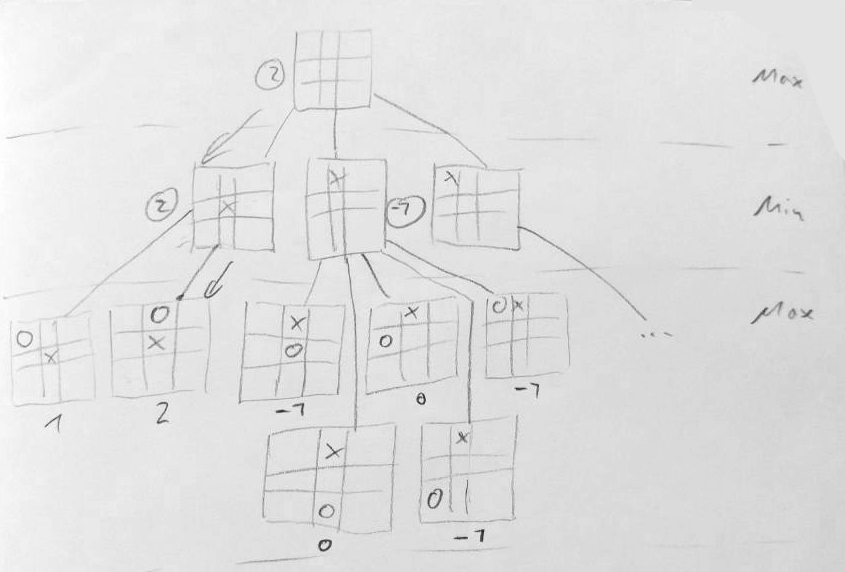 2 Max
X X
2 X -1 Min
O X O X Max
O X X O O ...
1 2 -1 0 -1
X X
O O
0 -1